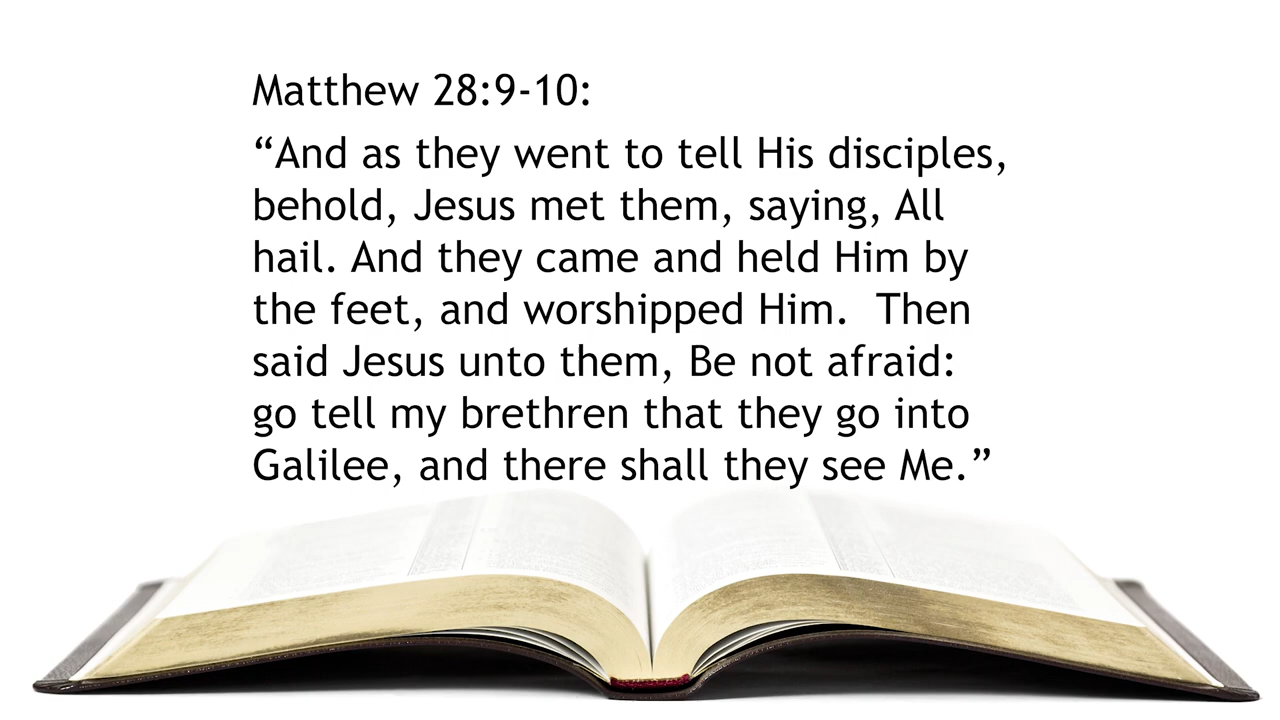 Matthew 28:9-10:
“And as they went to tell His disciples,
behold, Jesus met them, saying, All
hail. And they came and held Him by
the feet, and worshipped Him.  Then
said Jesus unto them, Be not afraid:
go tell my brethren that they go into
Galilee, and there shall they see Me.”